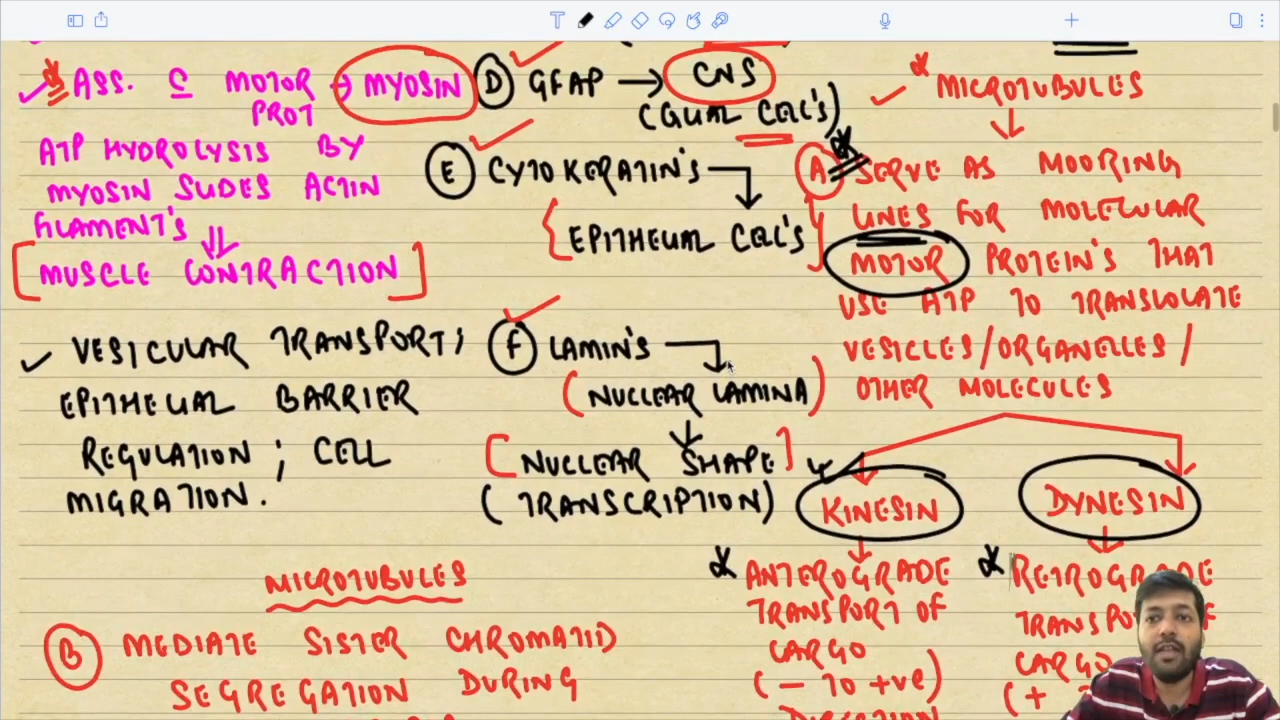 ASS. C MOTOR → MYOSIN
PROT
ATP HYDROLYSIS BY
MYOSIN SLIDES ACTIN
FILAMENT'S
[MUSCLE CONTRACTION]
VESICULAR TRANSPORT;
EPITHELIAL BARRIER
REGULATION; CELL
MIGRATION.
D GFAP → CNS
(GLIAL CELL'S)
E CYTOKERATIN'S
{EPITHELIAL CELL'S}
F LAMIN'S
(NUCLEAR LAMINA)
[NUCLEAR SHAPE]
(TRANSCRIPTION)
MICROTUBULES
A SERVE AS MOORING
LINES FOR MOLECULAR
MOTOR PROTEIN'S THAT
USE ATP TO TRANSLOCATE
VESICLES/ORGANELLES/
OTHER MOLECULES
KINESIN
ANTEROGRADE
TRANSPORT OF
CARGO
(- TO +ve)
DYNESIN
RETROGRADE
CARGO
MICROTUBULES
B MEDIATE SISTER CHROMATID
SEGREGATION DURING